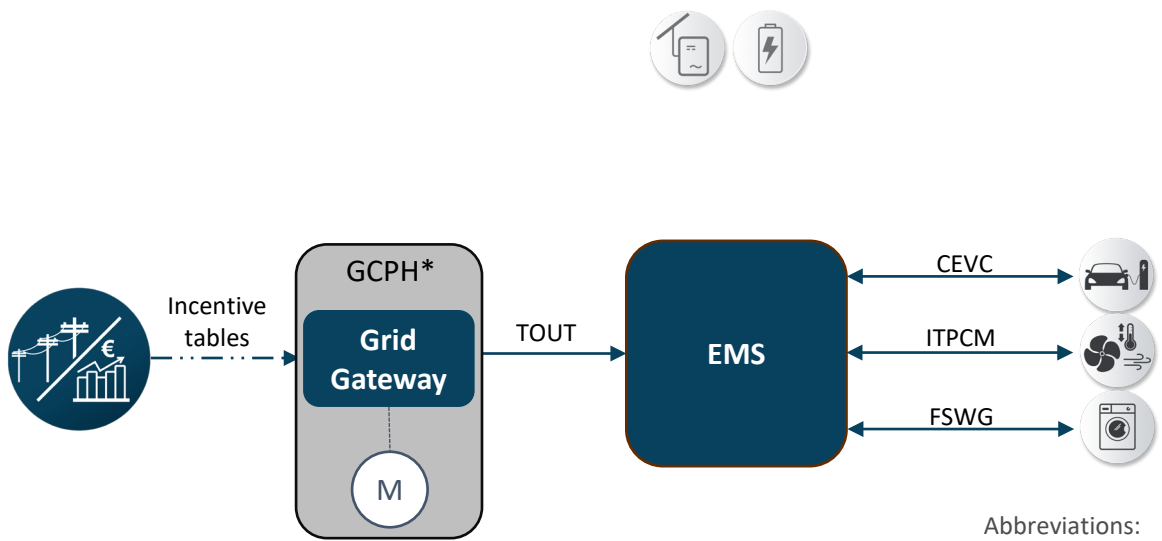 GCPH*
Incentive
tables
Grid
Gateway
M
TOUT
EMS
CEVC
ITPCM
FSWG
€
Abbreviations: